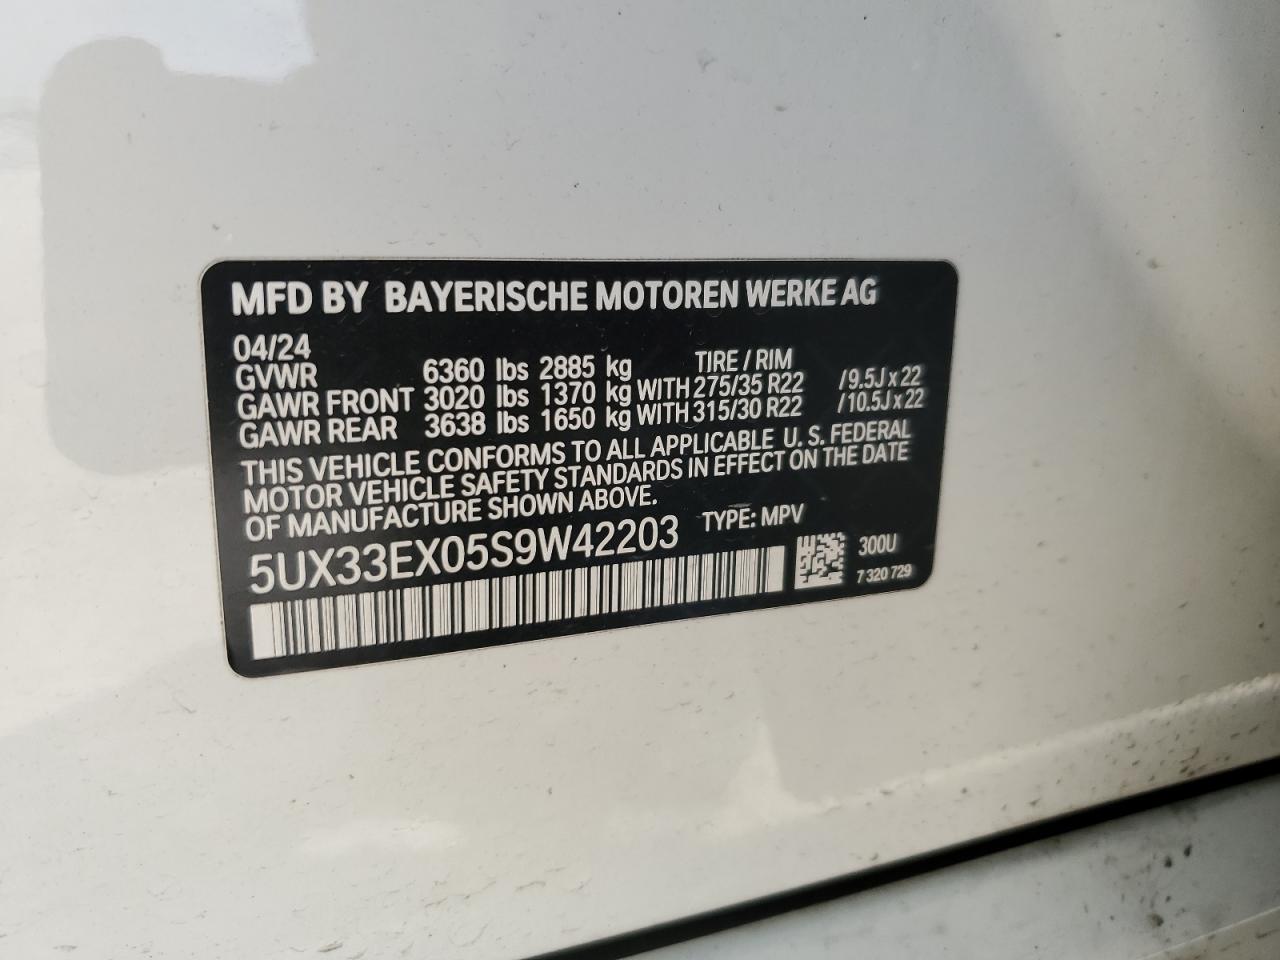 MFD BY BAYERISCHE MOTOREN WERKE AG
04/24
GVWR 6360 lbs 2885 kg TIRE / RIM
GAWR FRONT 3020 lbs 1370 kg WITH 275/35 R22 /9.5J x 22
GAWR REAR 3638 lbs 1650 kg WITH 315/30 R22 /10.5J x 22
THIS VEHICLE CONFORMS TO ALL APPLICABLE U. S. FEDERAL
MOTOR VEHICLE SAFETY STANDARDS IN EFFECT ON THE DATE
OF MANUFACTURE SHOWN ABOVE.
5UX33EX05S9W42203 TYPE: MPV
300U
7 320 729